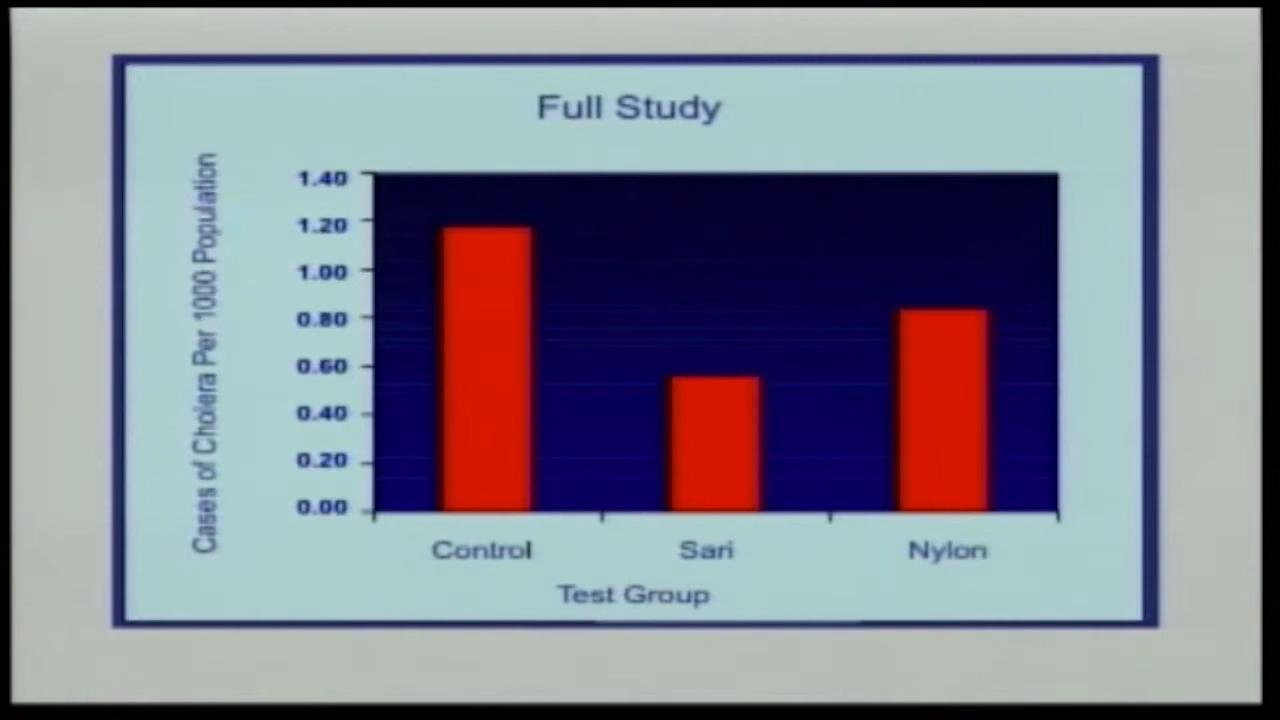 Full Study
Cases of Cholera Per 1000 Population
1.40
1.20
1.00
0.80
0.60
0.40
0.20
0.00
Control Sari Nylon
Test Group